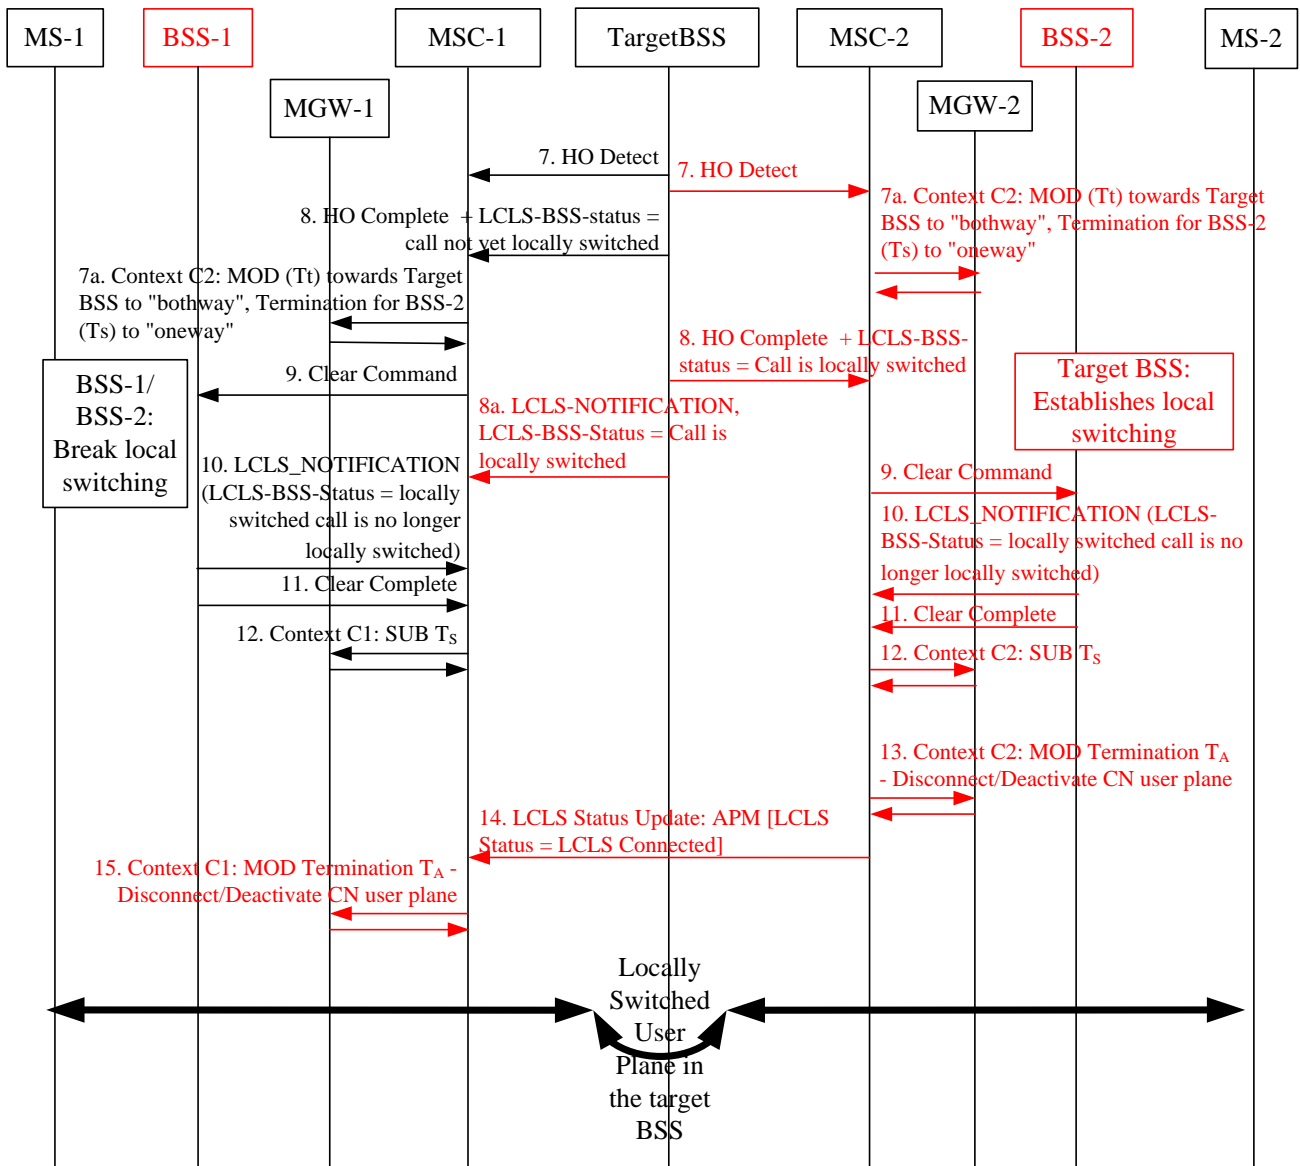 MS-1
BSS-1
MSC-1
TargetBSS
MSC-2
BSS-2
MS-2
MGW-1
MGW-2
7. HO Detect
7. HO Detect
7a. Context C2: MOD (Tt) towards Target
BSS to "bothway", Termination for BSS-2
(Ts) to "oneway"
8. HO Complete + LCLS-BSS-status =
call not yet locally switched
7a. Context C2: MOD (Tt) towards Target
BSS to "bothway", Termination for BSS-2
(Ts) to "oneway"
8. HO Complete + LCLS-BSS-
status = Call is locally switched
9. Clear Command
BSS-1/
BSS-2:
Break local
switching
Target BSS:
Establishes local
switching
8a. LCLS-NOTIFICATION,
LCLS-BSS-Status = Call is
locally switched
10. LCLS_NOTIFICATION
(LCLS-BSS-Status = locally
switched call is no longer
locally switched)
9. Clear Command
10. LCLS_NOTIFICATION (LCLS-
BSS-Status = locally switched call is no
longer locally switched)
11. Clear Complete
11. Clear Complete
12. Context C1: SUB TS
12. Context C2: SUB TS
13. Context C2: MOD Termination TA
- Disconnect/Deactivate CN user plane
14. LCLS Status Update: APM [LCLS
Status = LCLS Connected]
15. Context C1: MOD Termination TA -
Disconnect/Deactivate CN user plane
Locally
Switched
User
Plane in
the target
BSS